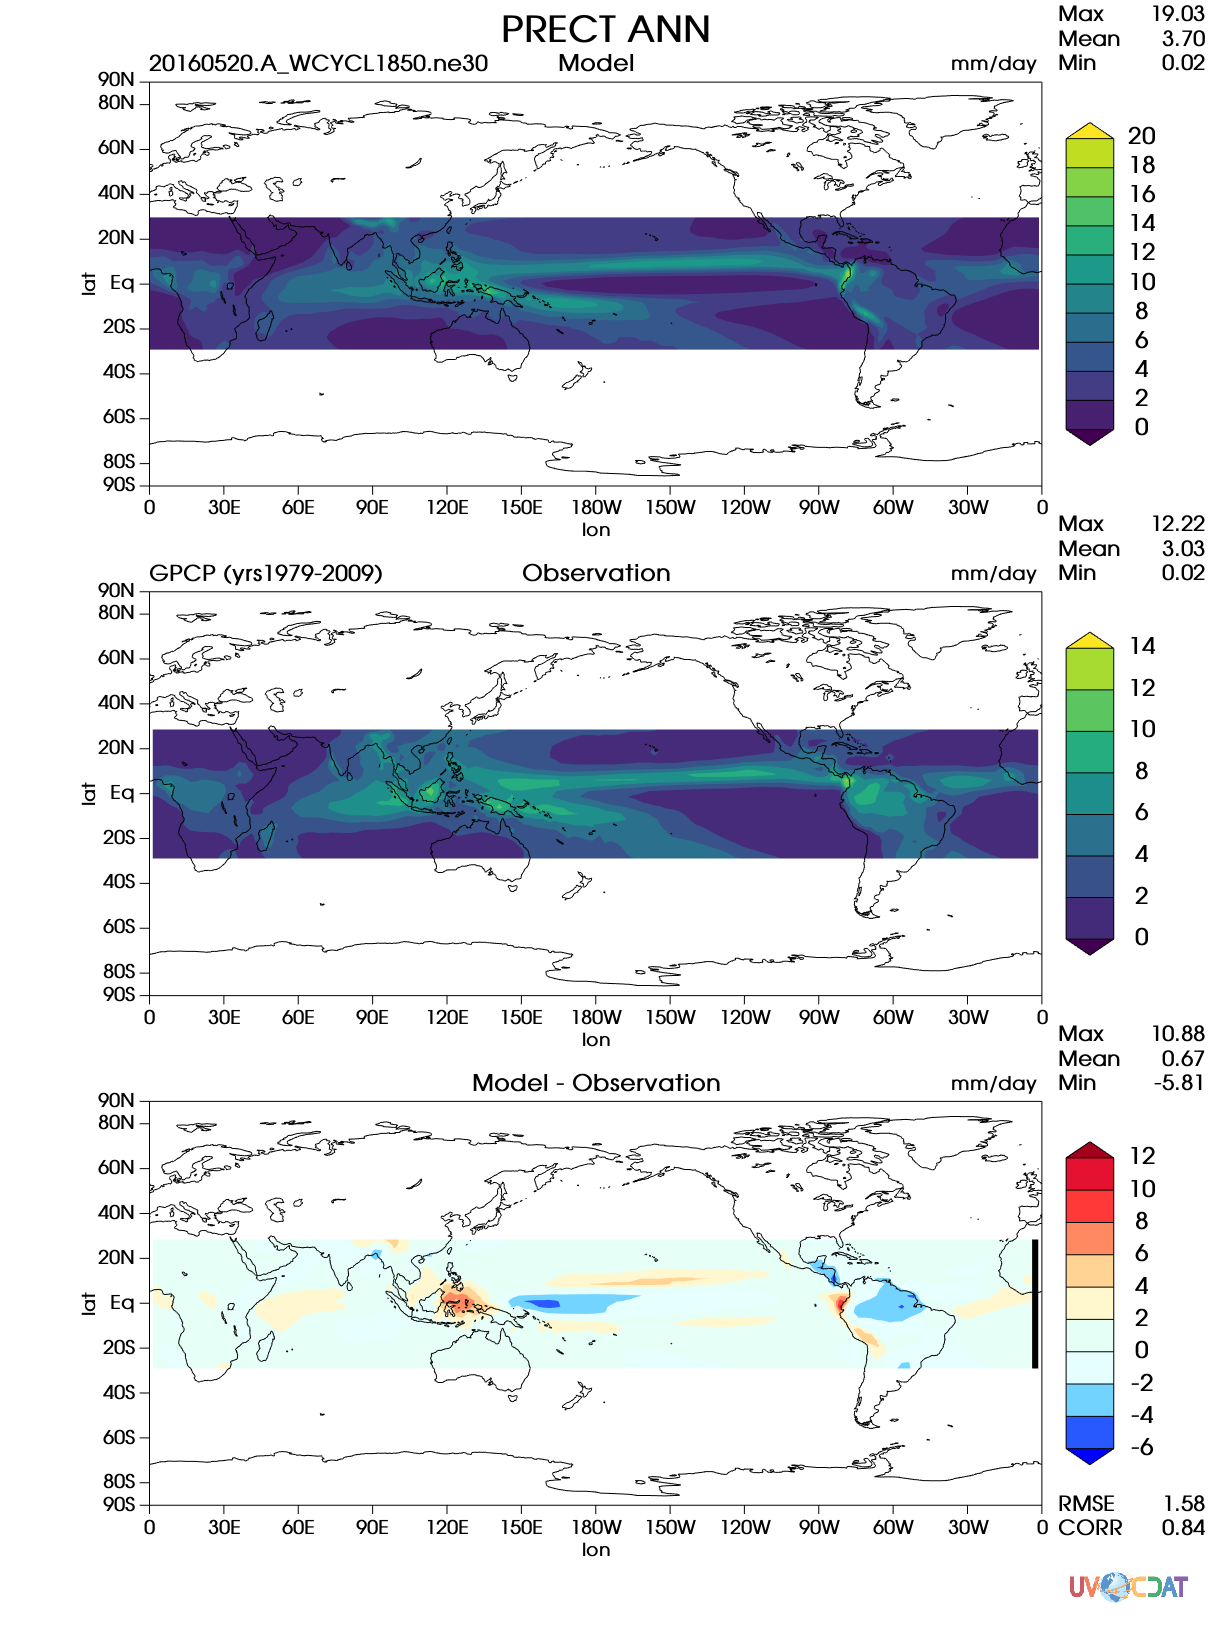 PRECT ANN
Max 19.03
Mean 3.70
Min 0.02
20160520.A_WCYCL1850.ne30 Model mm/day
90N
80N
60N
40N
20N
Eq
20S
40S
60S
80S
90S
lat
0 30E 60E 90E 120E 150E 180W 150W 120W 90W 60W 30W 0
lon
20
18
16
14
12
10
8
6
4
2
0
Max 12.22
Mean 3.03
Min 0.02
GPCP (yrs1979-2009) Observation mm/day
90N
80N
60N
40N
20N
Eq
20S
40S
60S
80S
90S
lat
0 30E 60E 90E 120E 150E 180W 150W 120W 90W 60W 30W 0
lon
14
12
10
8
6
4
2
0
Max 10.88
Mean 0.67
Min -5.81
Model - Observation mm/day
90N
80N
60N
40N
20N
Eq
20S
40S
60S
80S
90S
lat
0 30E 60E 90E 120E 150E 180W 150W 120W 90W 60W 30W 0
lon
12
10
8
6
4
2
0
-2
-4
-6
RMSE 1.58
CORR 0.84
UV CDAT